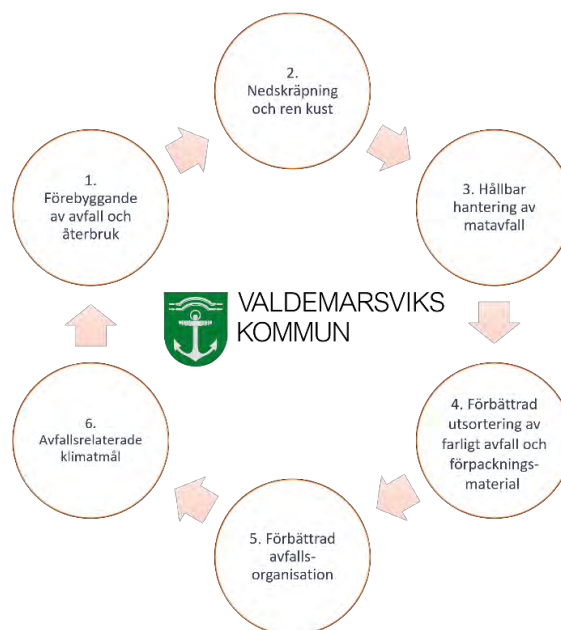 1.
Förebyggande
av avfall och
återbruk
2.
Nedskräpning
och ren kust
3. Hållbar
hantering av
matavfall
4. Förbättrad
utsortering av
farligt avfall och
förpacknings-
material
5. Förbättrad
avfalls-
organisation
6.
Avfallsrelaterade
klimatmål
VALDEMARSVIKS
KOMMUN